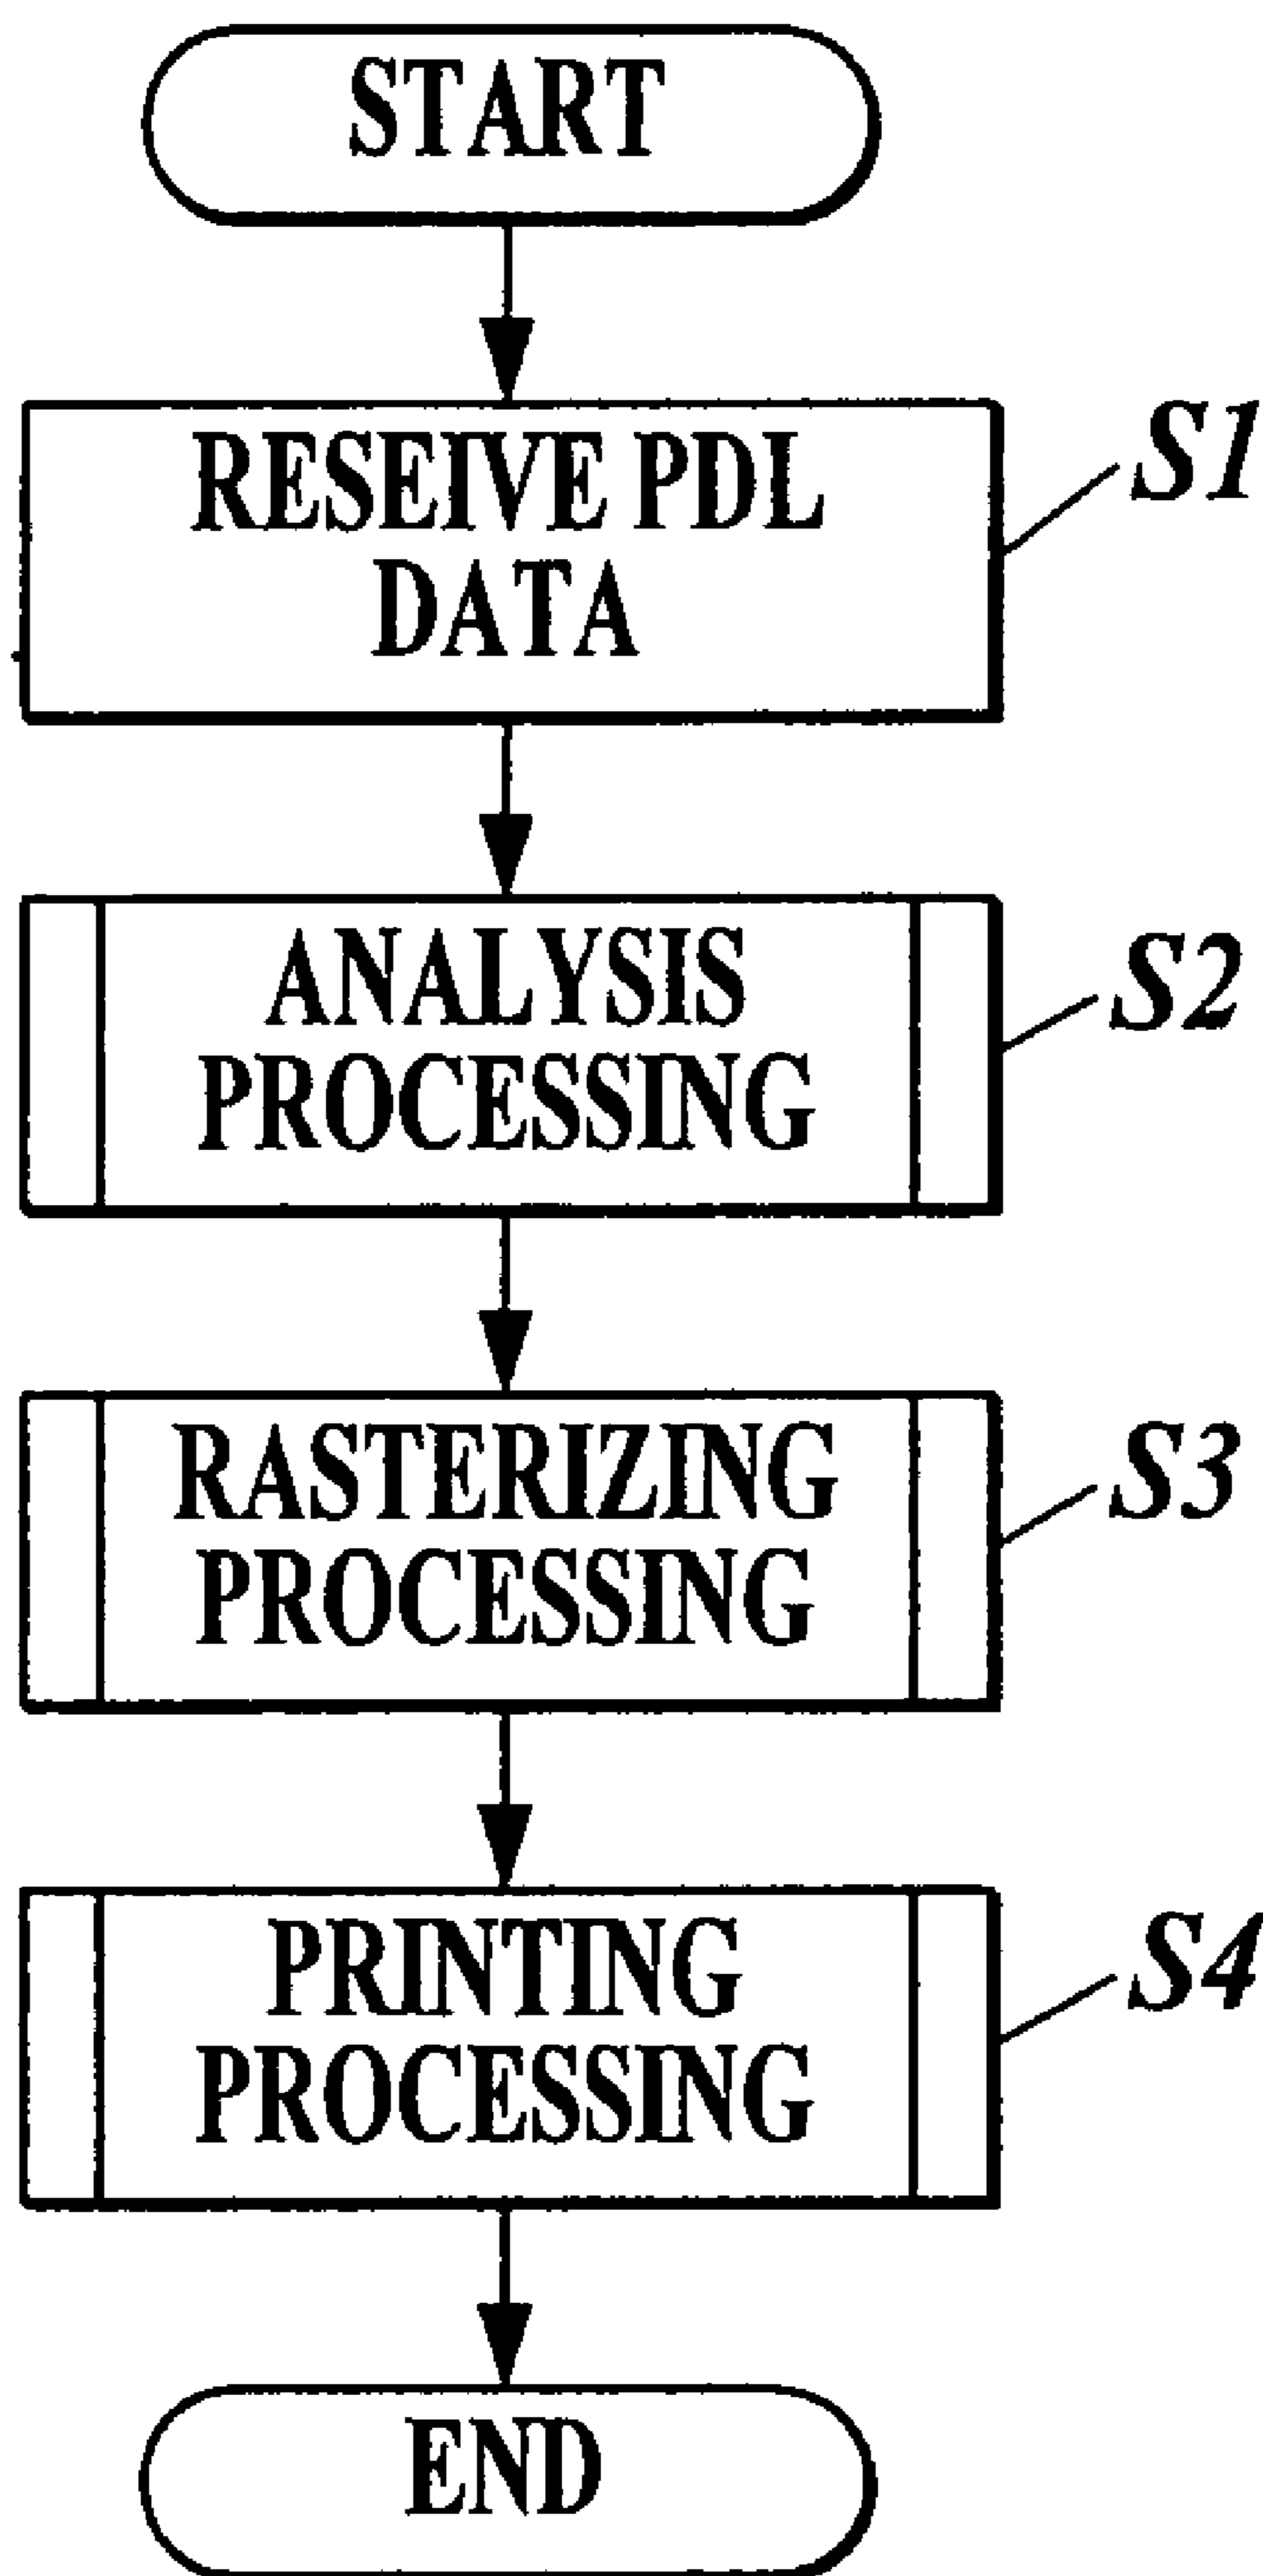 START
RESEIVE PDL
DATA
S1
ANALYSIS
PROCESSING
S2
RASTERIZING
PROCESSING
S3
PRINTING
PROCESSING
S4
END